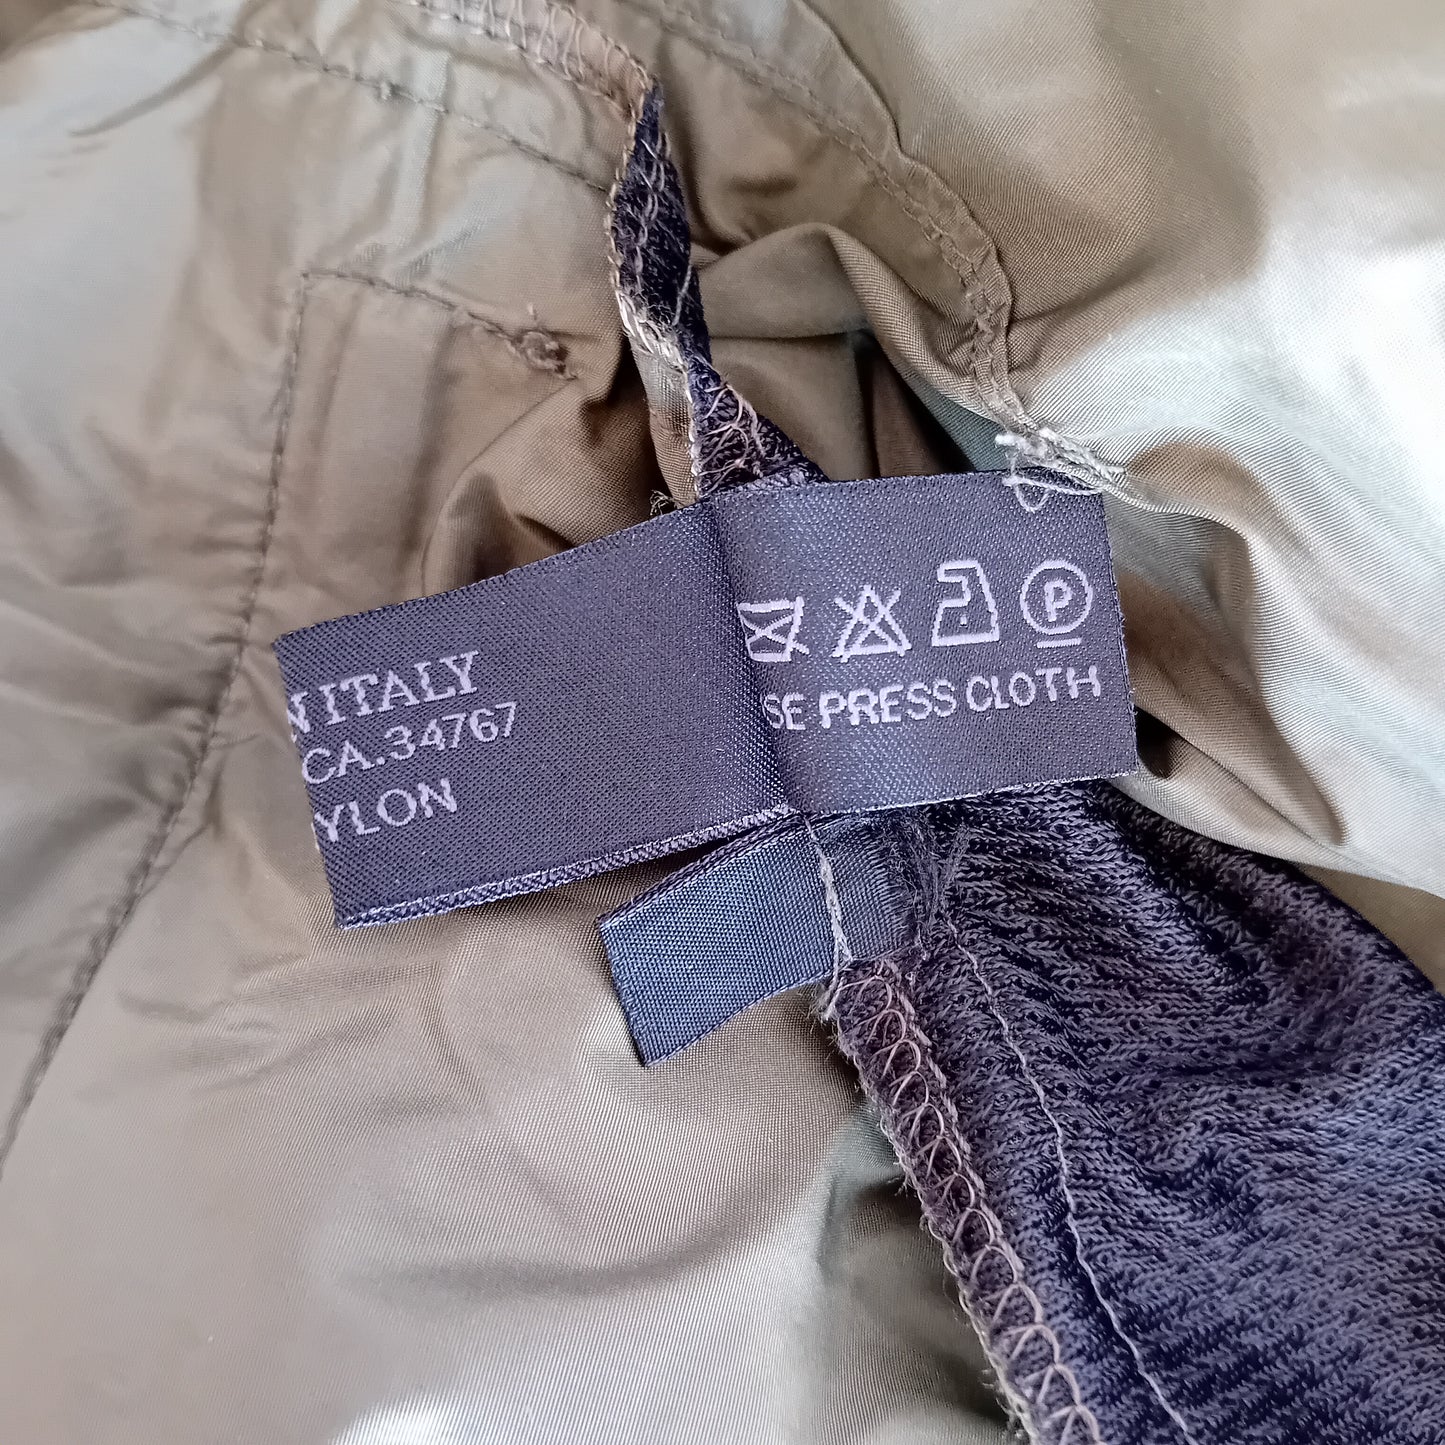 N ITALY
CA.34767
YLON
P
SE PRESS CLOTH